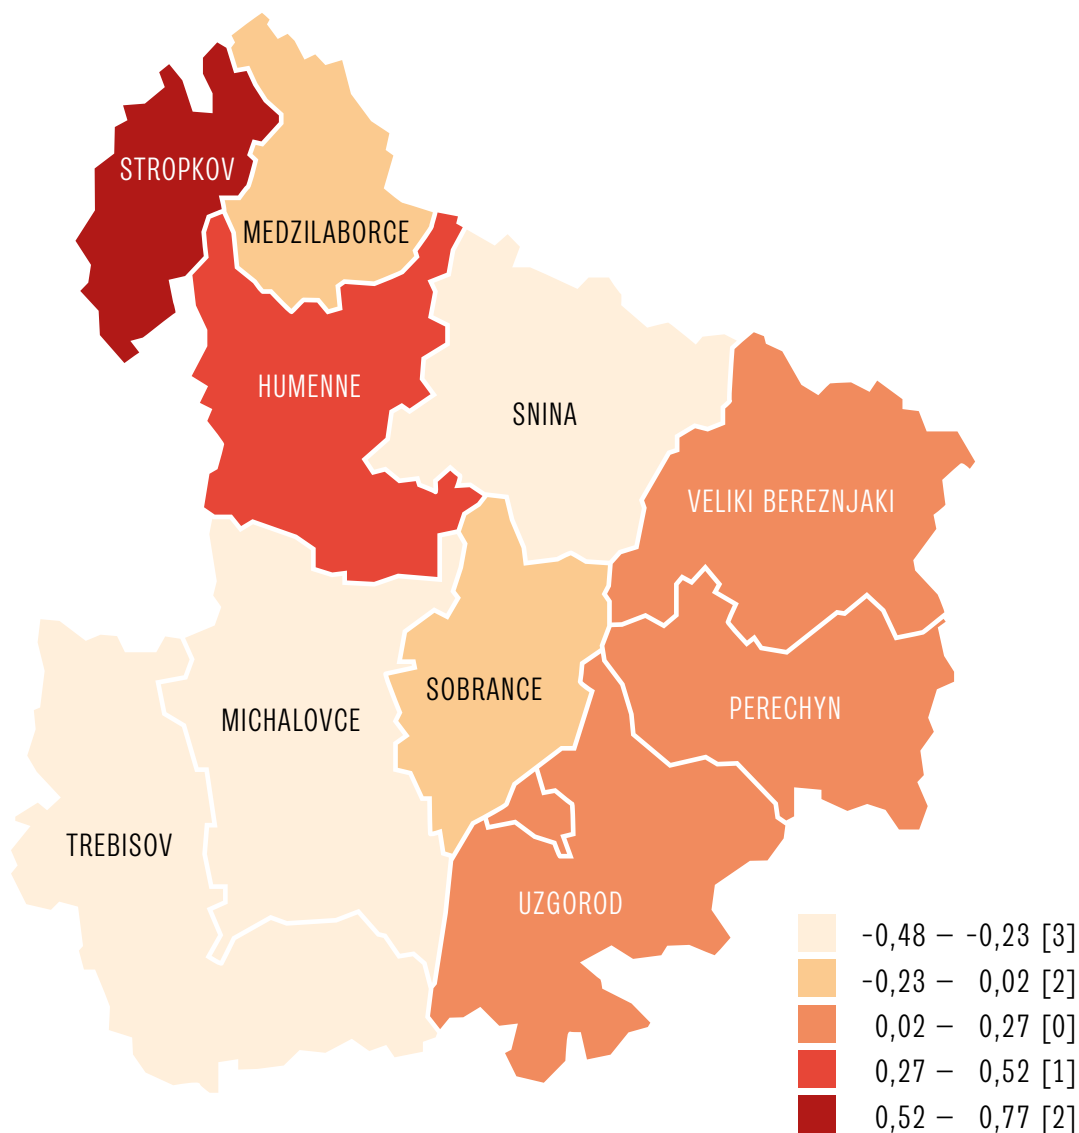 STROPKOV
MEDZILABORCE
HUMENNE
SNINA
VELIKI BEREZNJAKI
SOBRANCE
PERECHYN
MICHALOVCE
TREBISOV
UZGOROD
-0,48 – -0,23 [3]
-0,23 – 0,02 [2]
0,02 – 0,27 [0]
0,27 – 0,52 [1]
0,52 – 0,77 [2]